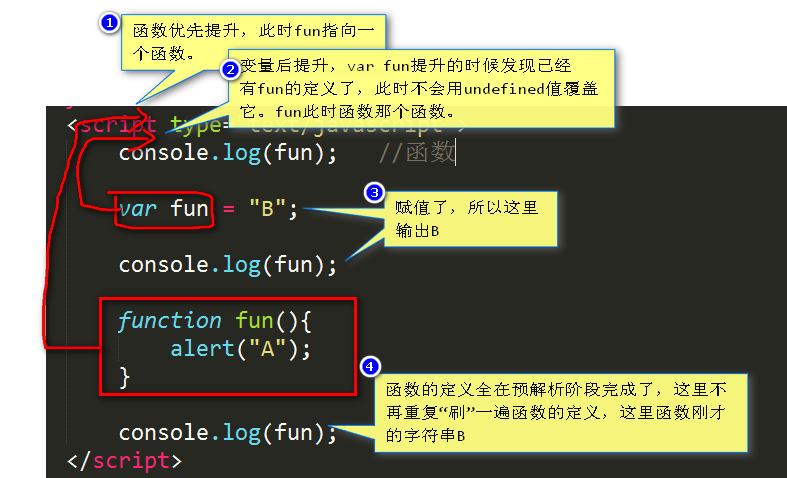 1
函数优先提升，此时fun指向一
个函数。
2
变量后提升，var fun提升的时候发现已经
有fun的定义了，此时不会用undefined值覆盖
它。fun此时函数那个函数。
<script type="text/javascript">
console.log(fun);    //函数
var fun = "B";
3
赋值了，所以这里
输出B
console.log(fun);
function fun(){
alert("A");
}
4
函数的定义全在预解析阶段完成了，这里不
再重复“刷”一遍函数的定义，这里函数刚才
的字符串B
console.log(fun);
</script>